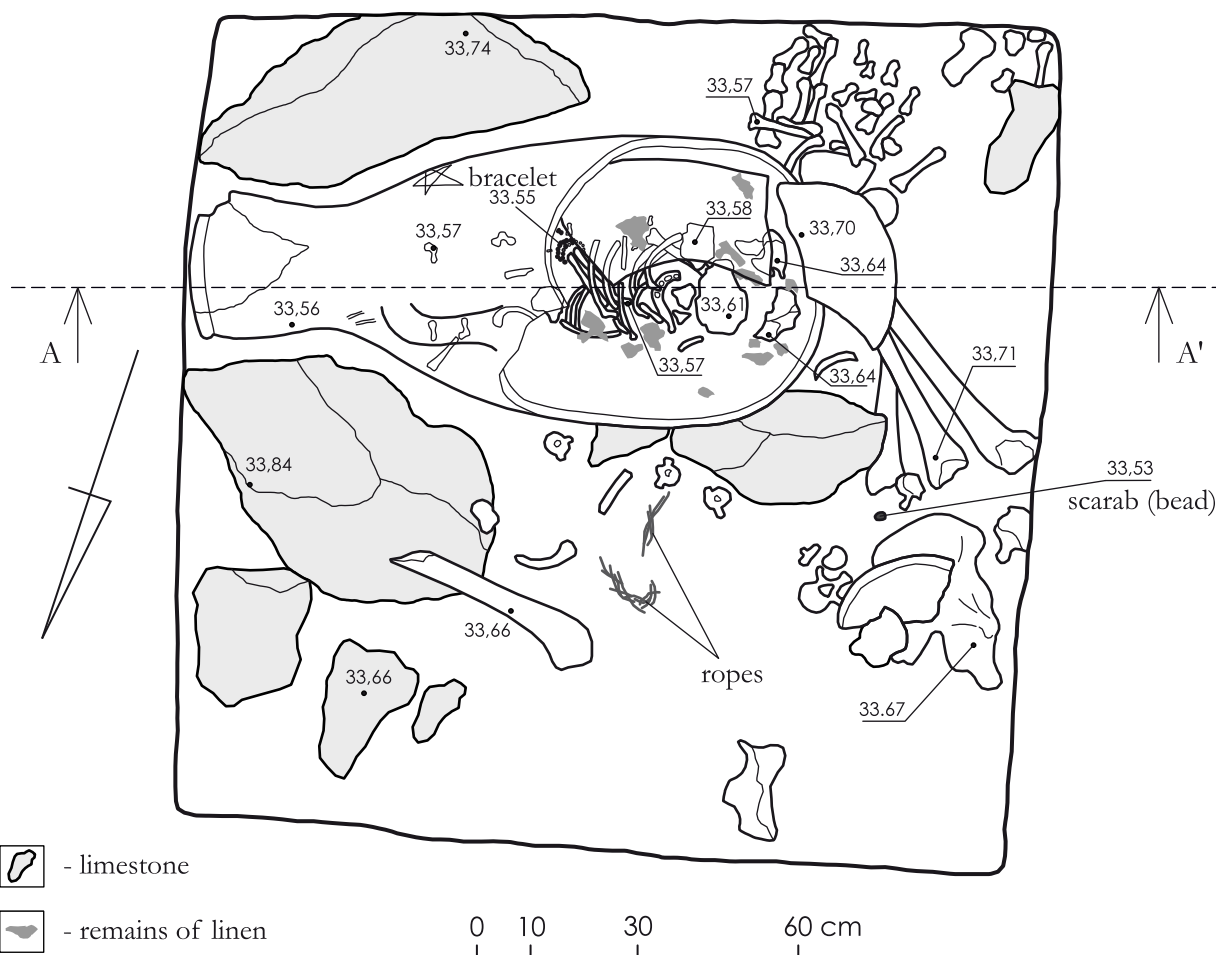 33,74
33,57
bracelet
33.55
33,58
33,57
33,70
33,64
33,56
33,61
A
A'
33,57
33,64
33,71
33,84
33,53
scarab (bead)
33,66
ropes
33,66
33.67
- limestone
- remains of linen
0 10 30 60 cm